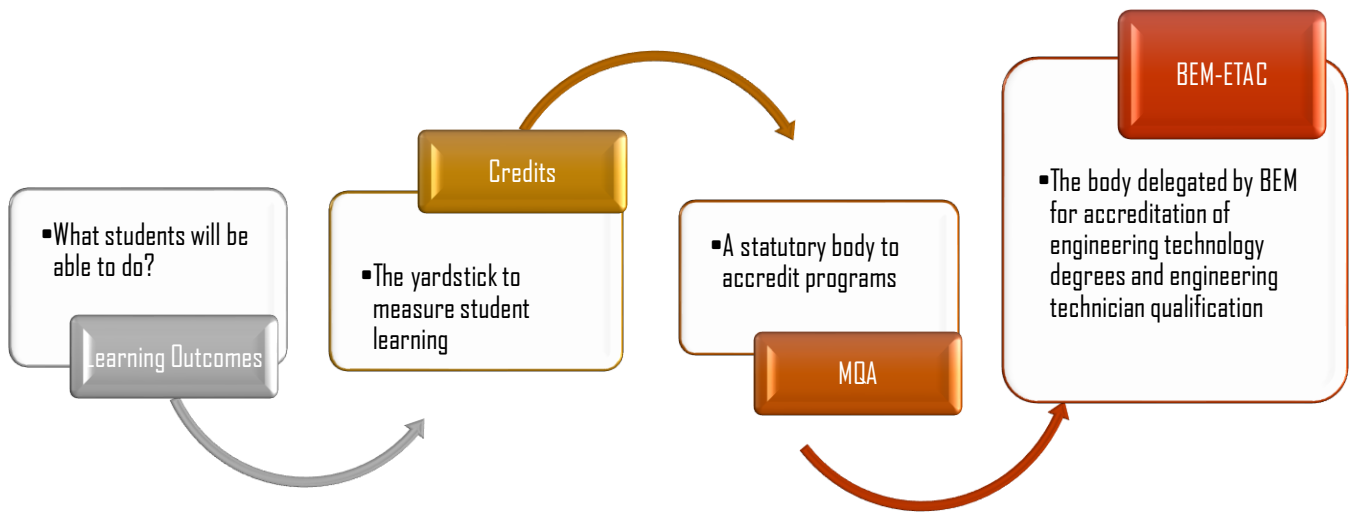 ▪What students will be
able to do?
Learning Outcomes
Credits
▪The yardstick to
measure student
learning
▪A statutory body to
accredit programs
MQA
BEM-ETAC
▪The body delegated by BEM
for accreditation of
engineering technology
degrees and engineering
technician qualification